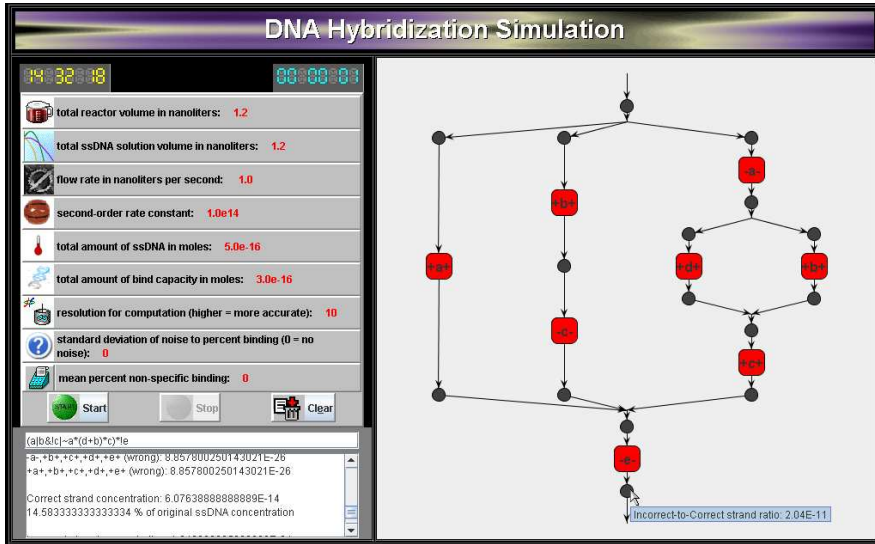 DNA Hybridization Simulation
14 32 18
00 00 01
total reactor volume in nanoliters: 1.2
total ssDNA solution volume in nanoliters: 1.2
flow rate in nanoliters per second: 1.0
second-order rate constant: 1.0e14
total amount of ssDNA in moles: 5.0e-16
total amount of bind capacity in moles: 3.0e-16
resolution for computation (higher = more accurate): 10
standard deviation of noise to percent binding (0 = no
noise): 0
mean percent non-specific binding: 0
START Start
Stop
Clear
(a|b&!c|~a*(d+b)*c)*!e
-a-,+b+,+c+,+d+,+e+ (wrong): 8.857800250143021E-26
+a+,+b+,+c+,+d+,+e+ (wrong): 8.857800250143021E-26
Correct strand concentration: 6.07638888888889E-14
14.583333333333334 % of original ssDNA concentration
-a-
+b+
+a+
+d+
+b+
-c-
+c+
-e-
Incorrect-to-Correct strand ratio: 2.04E-11